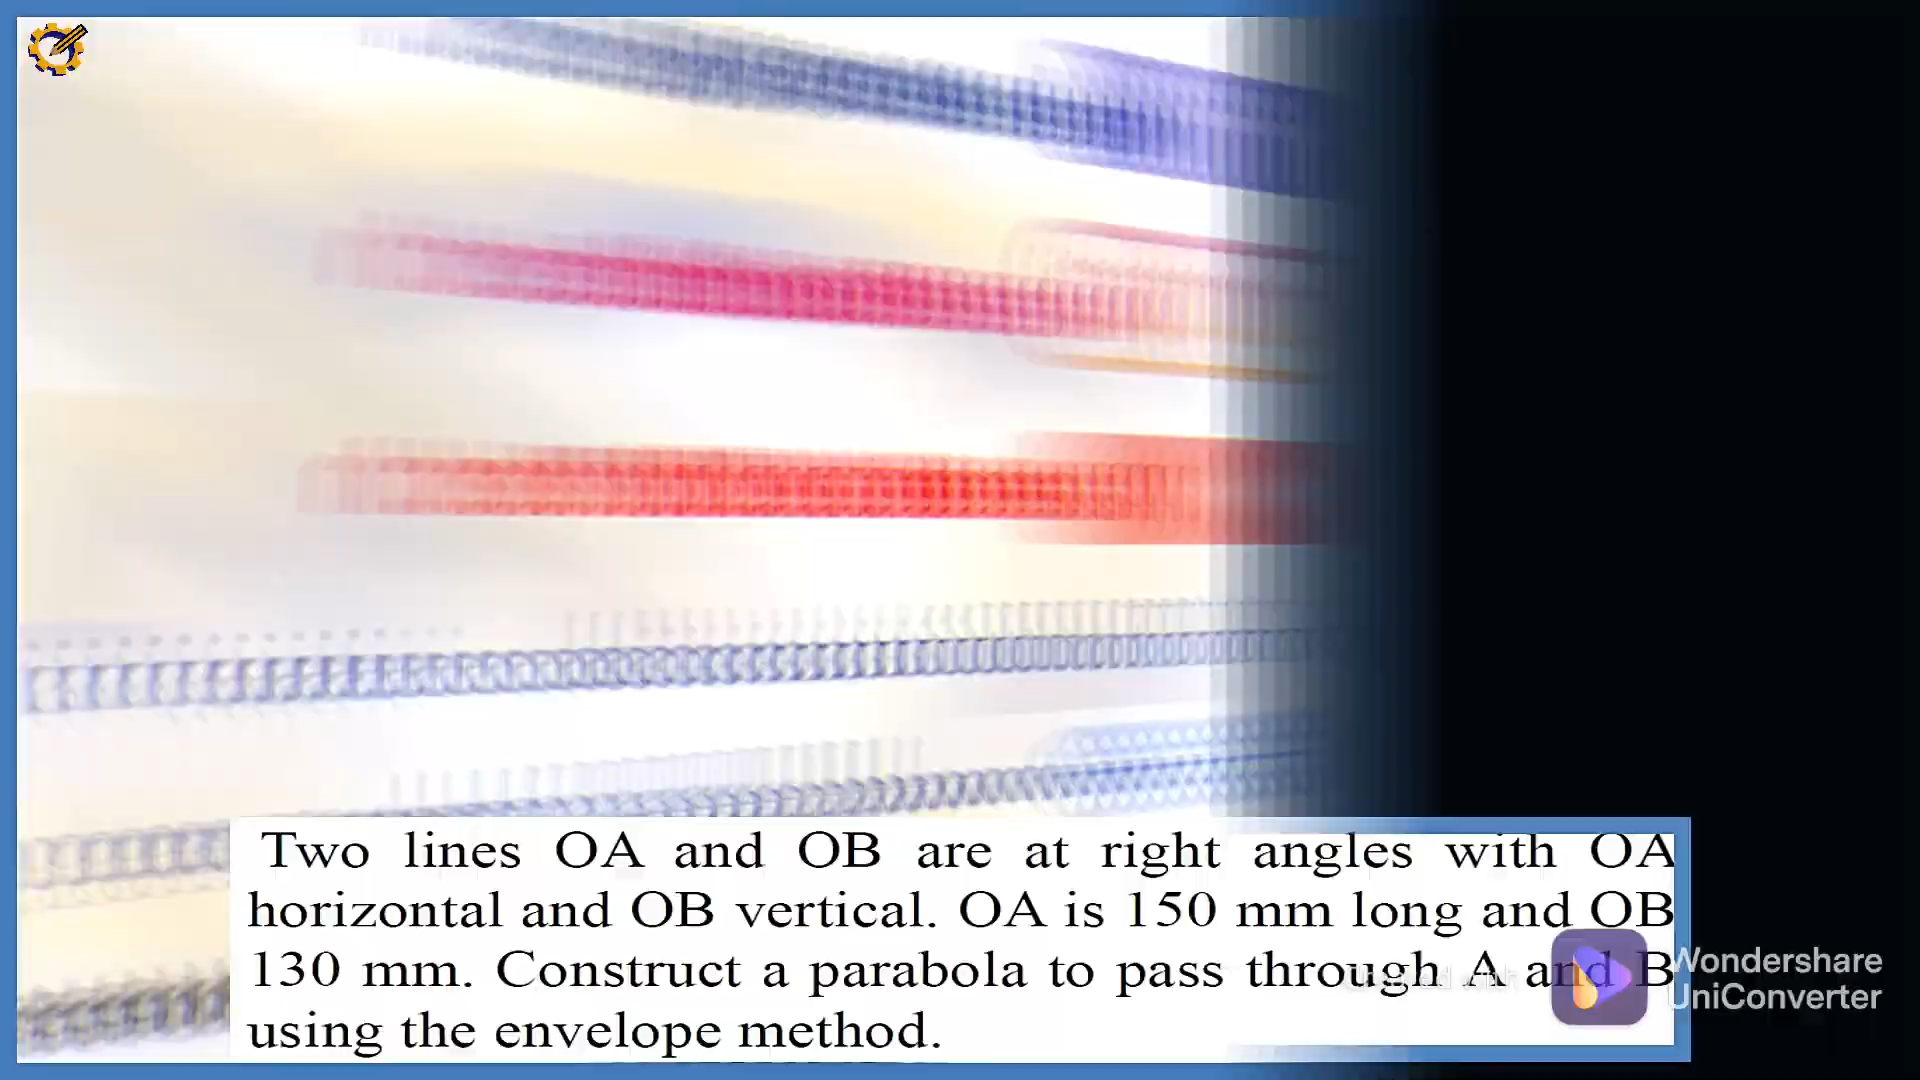 Two lines OA and OB are at right angles with OA
horizontal and OB vertical. OA is 150 mm long and OB
130 mm. Construct a parabola to pass through A and B
using the envelope method.
Wondershare
UniConverter